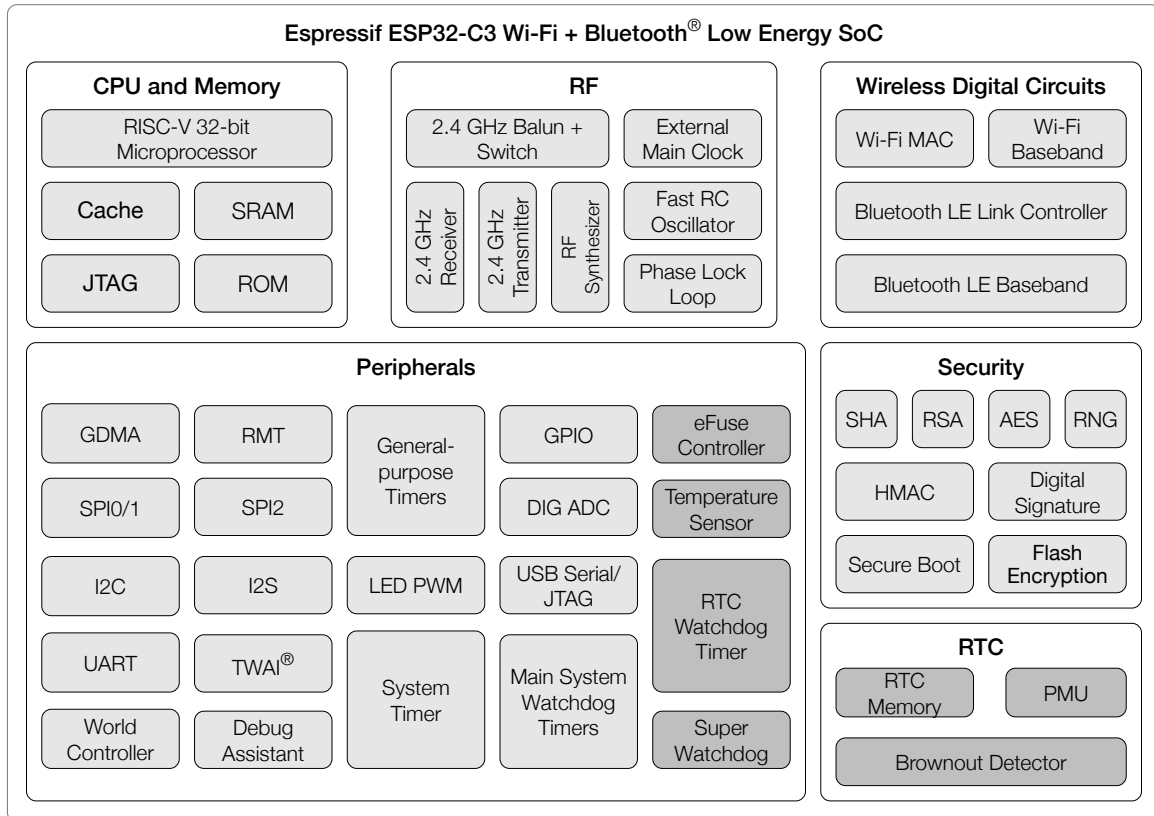 Espressif ESP32-C3 Wi-Fi + Bluetooth® Low Energy SoC
CPU and Memory
RISC-V 32-bit
Microprocessor
Cache
SRAM
JTAG
ROM
RF
2.4 GHz Balun +
Switch
External
Main Clock
2.4 GHz
Receiver
2.4 GHz
Transmitter
RF
Synthesizer
Fast RC
Oscillator
Phase Lock
Loop
Wireless Digital Circuits
Wi-Fi MAC
Wi-Fi
Baseband
Bluetooth LE Link Controller
Bluetooth LE Baseband
Peripherals
GDMA
RMT
General-
purpose
Timers
GPIO
eFuse
Controller
SPI0/1
SPI2
DIG ADC
Temperature
Sensor
I2C
I2S
LED PWM
USB Serial/
JTAG
RTC
Watchdog
Timer
UART
TWAI®
System
Timer
Main System
Watchdog
Timers
World
Controller
Debug
Assistant
Super
Watchdog
Security
SHA
RSA
AES
RNG
HMAC
Digital
Signature
Secure Boot
Flash
Encryption
RTC
RTC
Memory
PMU
Brownout Detector